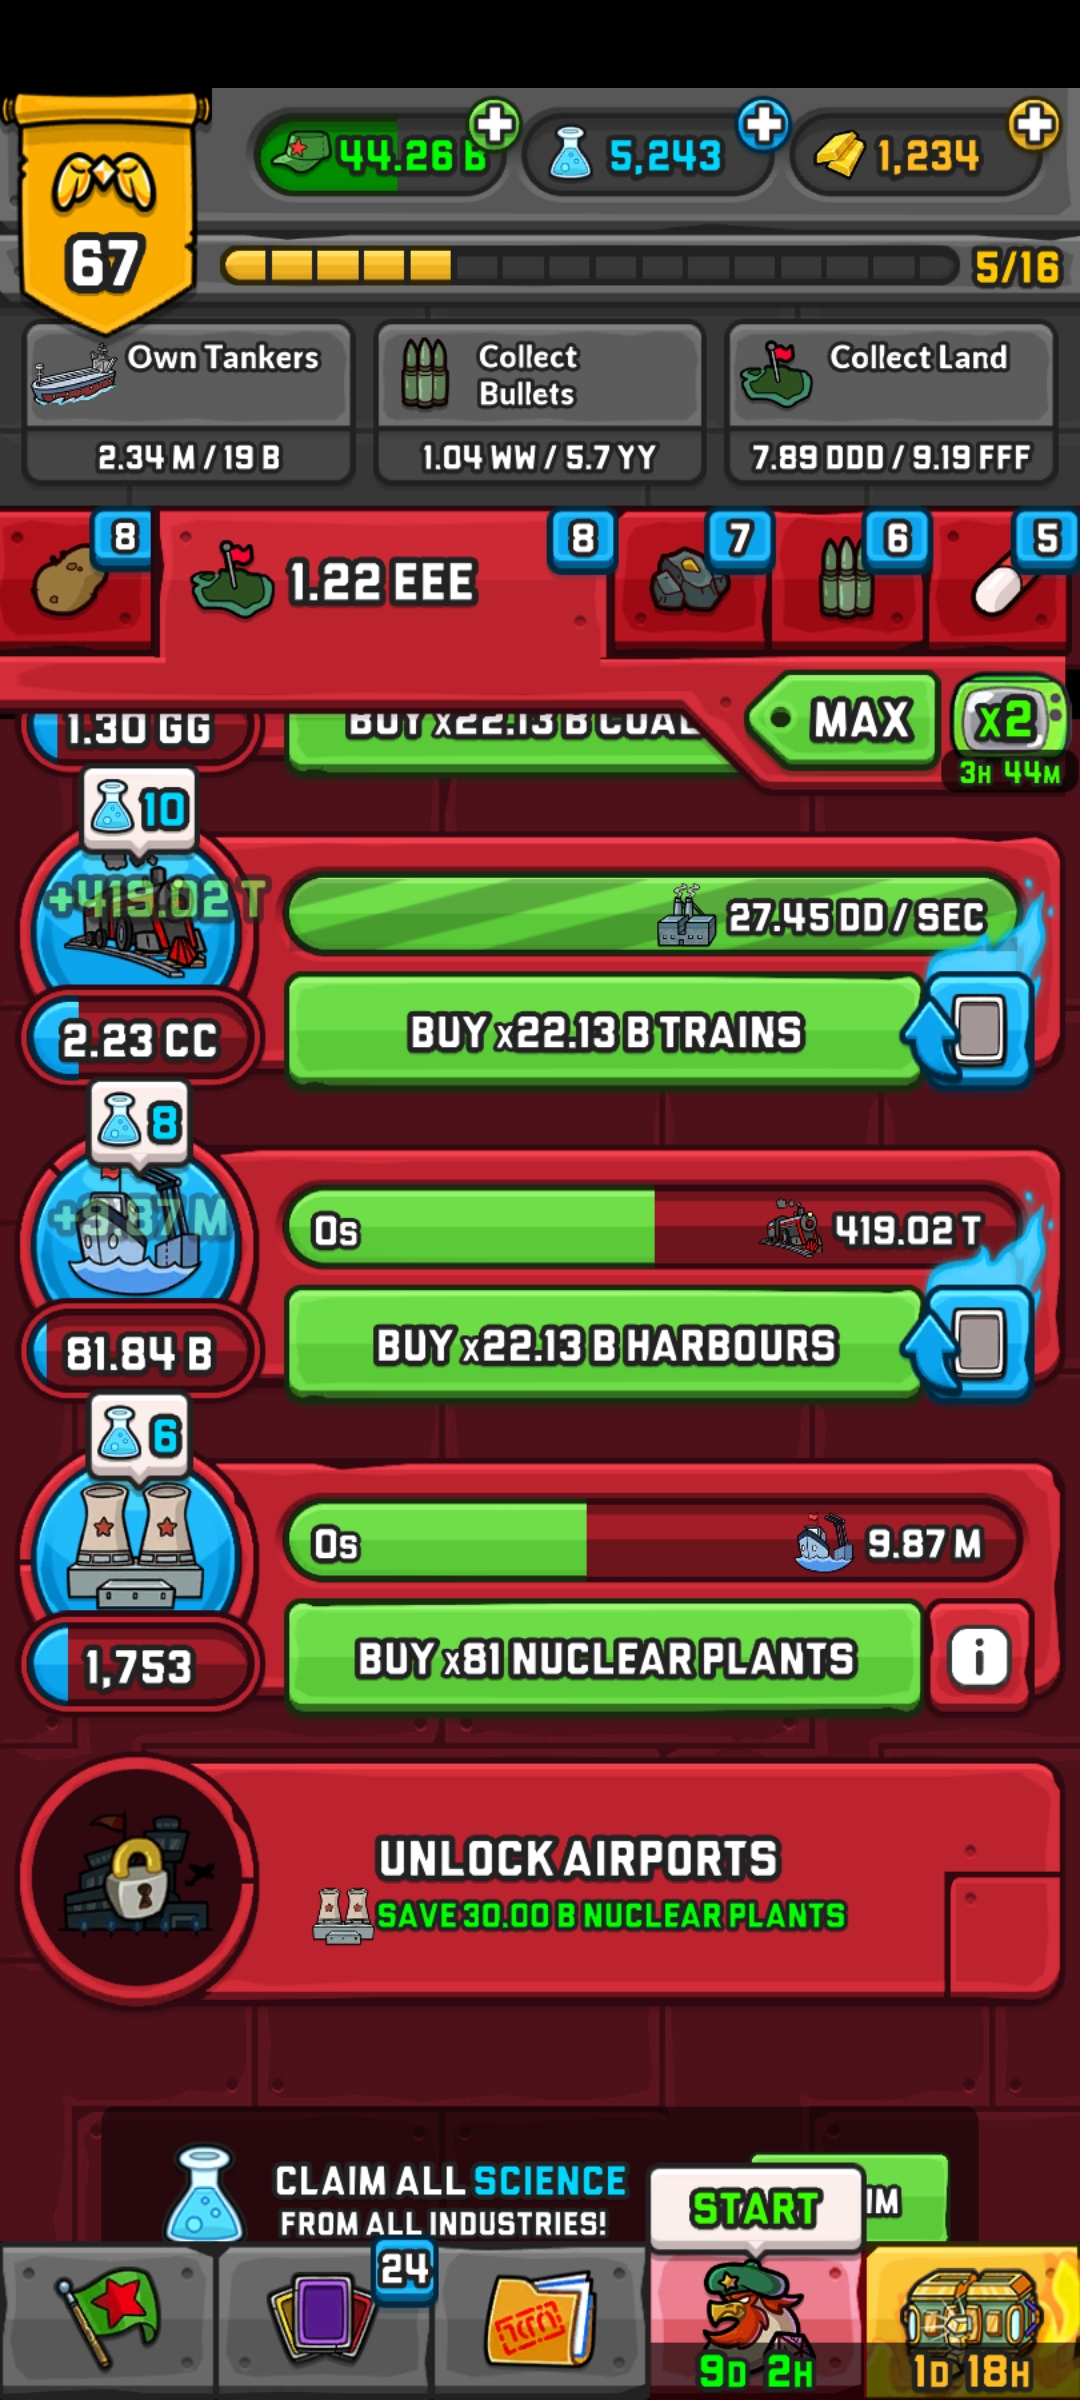 44.26 B
5,243
1,234
67
5/16
Own Tankers
2.34 M / 19 B
Collect
Bullets
1.04 WW / 5.7 YY
Collect Land
7.89 DDD / 9.19 FFF
8
1.22 EEE
8
7
6
5
MAX
x2
3H 44M
1.30 GG
BUY x22.13 B COAL
10
+419.02 T
27.45 DD / SEC
2.23 CC
BUY x22.13 B TRAINS
8
+9.87 M
0s
419.02 T
81.84 B
BUY x22.13 B HARBOURS
6
0s
9.87 M
1,753
BUY x81 NUCLEAR PLANTS
i
UNLOCK AIRPORTS
SAVE 30.00 B NUCLEAR PLANTS
CLAIM ALL SCIENCE
FROM ALL INDUSTRIES!
START
IM
24
9D 2H
1D 18H